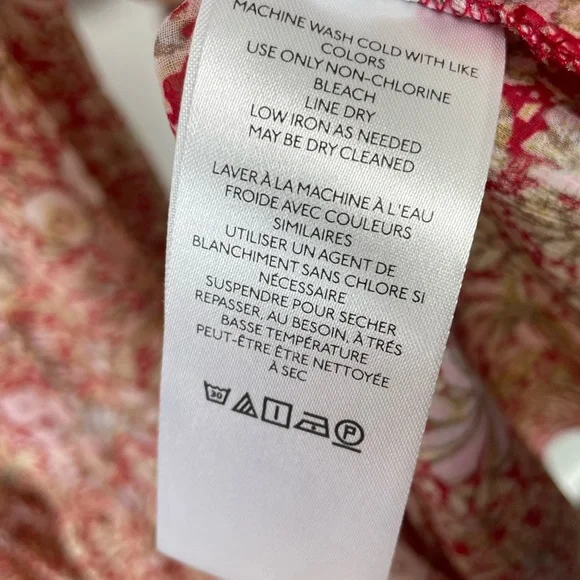 MACHINE WASH COLD WITH LIKE
COLORS
USE ONLY NON-CHLORINE
BLEACH
LINE DRY
LOW IRON AS NEEDED
MAY BE DRY CLEANED
LAVER À LA MACHINE À L'EAU
FROIDE AVEC COULEURS
SIMILAIRES
UTILISER UN AGENT DE
BLANCHIMENT SANS CHLORE SI
NÉCESSAIRE
SUSPENDRE POUR SECHER
REPASSER, AU BESOIN, À TRÉS
BASSE TEMPÉRATURE
PEUT-ÊTRE ÊTRE NETTOYÉE
À SEC
30 P